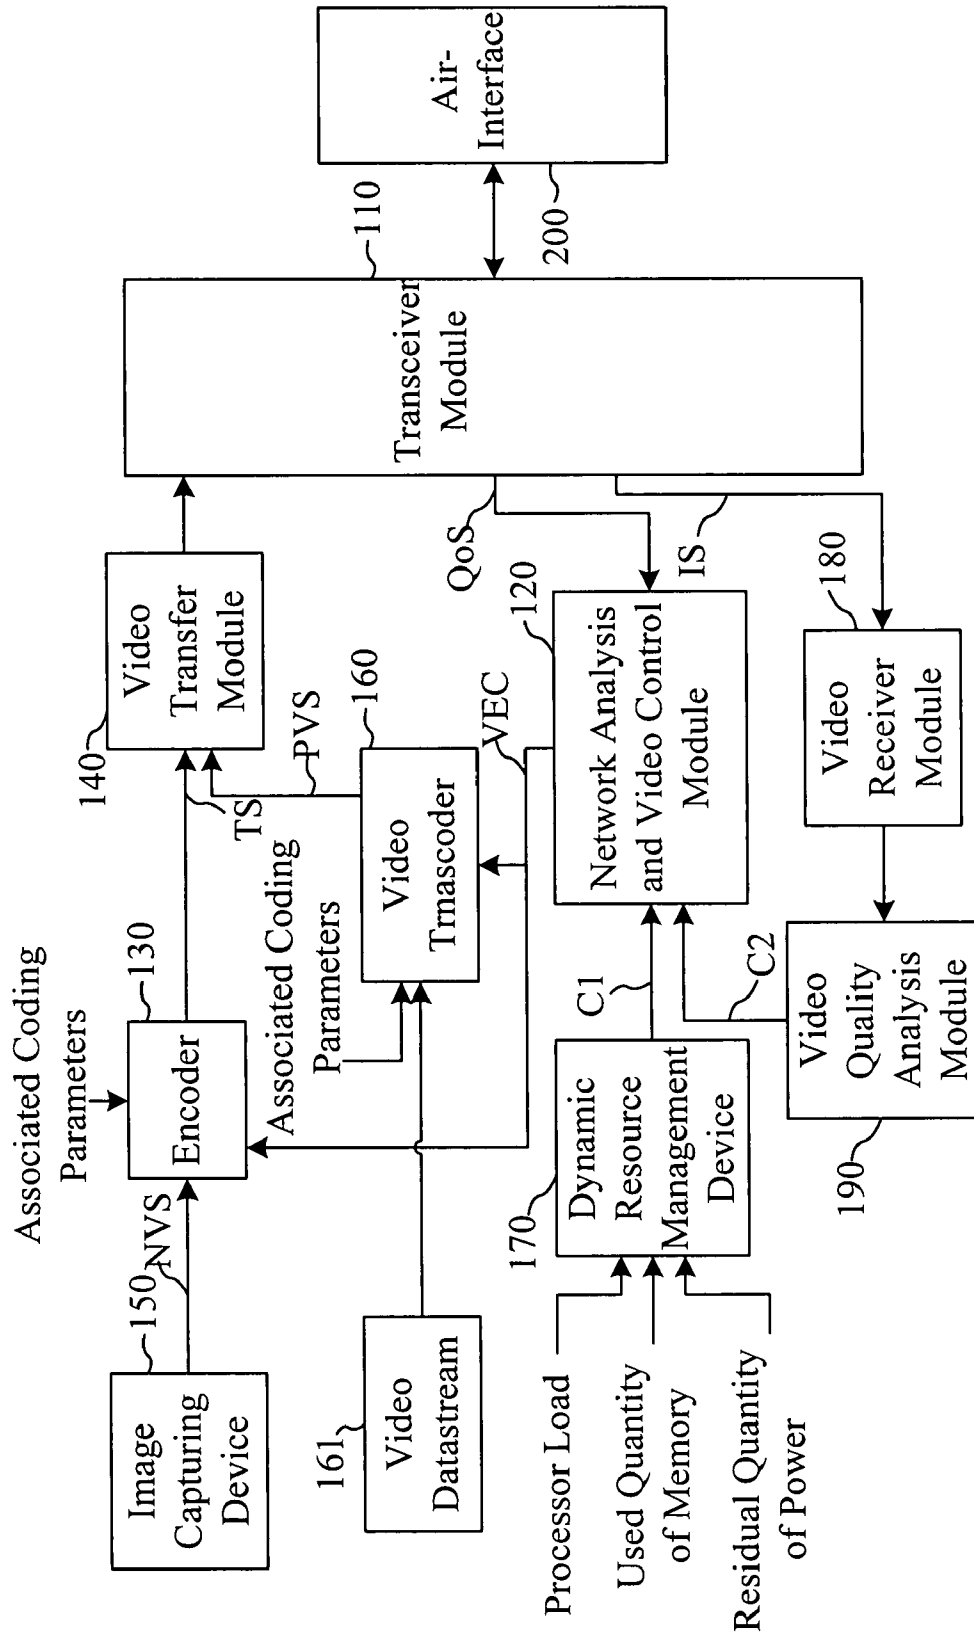 Associated Coding
Parameters
Image
Capturing
Device
150
NVS
Encoder
130
TS
Video
Transfer
Module
140
Transceiver
Module
110
Air-
Interface
200
Video
Datastream
161
Associated Coding
Parameters
Video
Trnascoder
160
PVS
VEC
QoS
IS
Processor Load
Used Quantity
of Memory
Residual Quantity
of Power
Dynamic
Resource
Management
Device
170
C1
C2
Network Analysis
and Video Control
Module
120
Video
Quality
Analysis
Module
190
Video
Receiver
Module
180